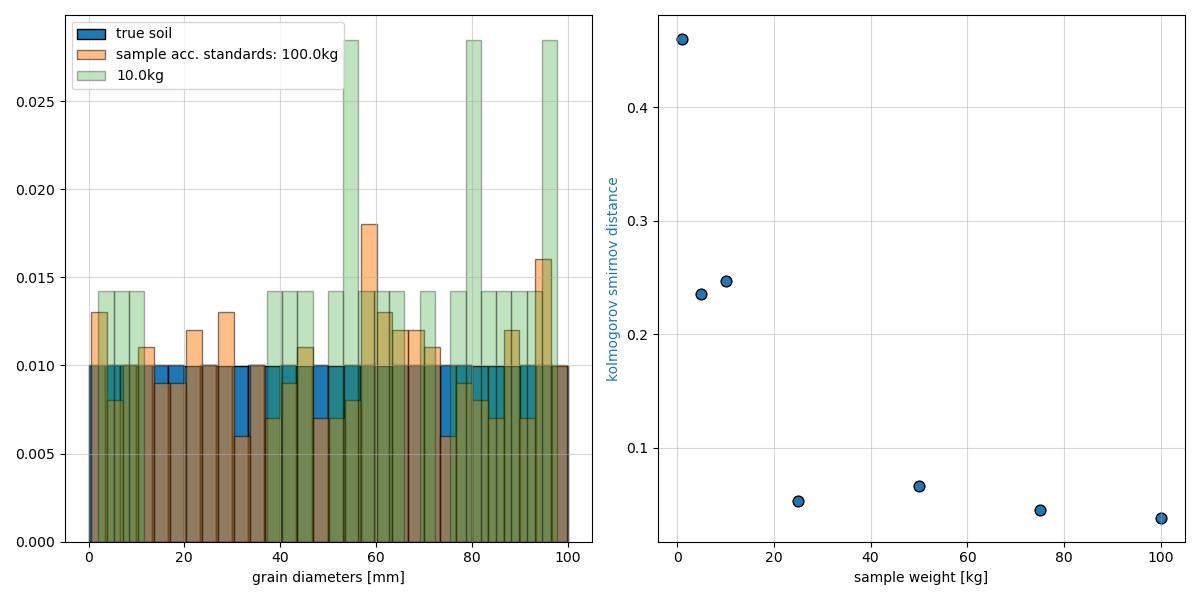 true soil
sample acc. standards: 100.0kg
10.0kg
0.025
0.020
0.015
0.010
0.005
0.000
0 20 40 60 80 100
grain diameters [mm]
kolmogorov smirnov distance
0.4
0.3
0.2
0.1
0 20 40 60 80 100
sample weight [kg]